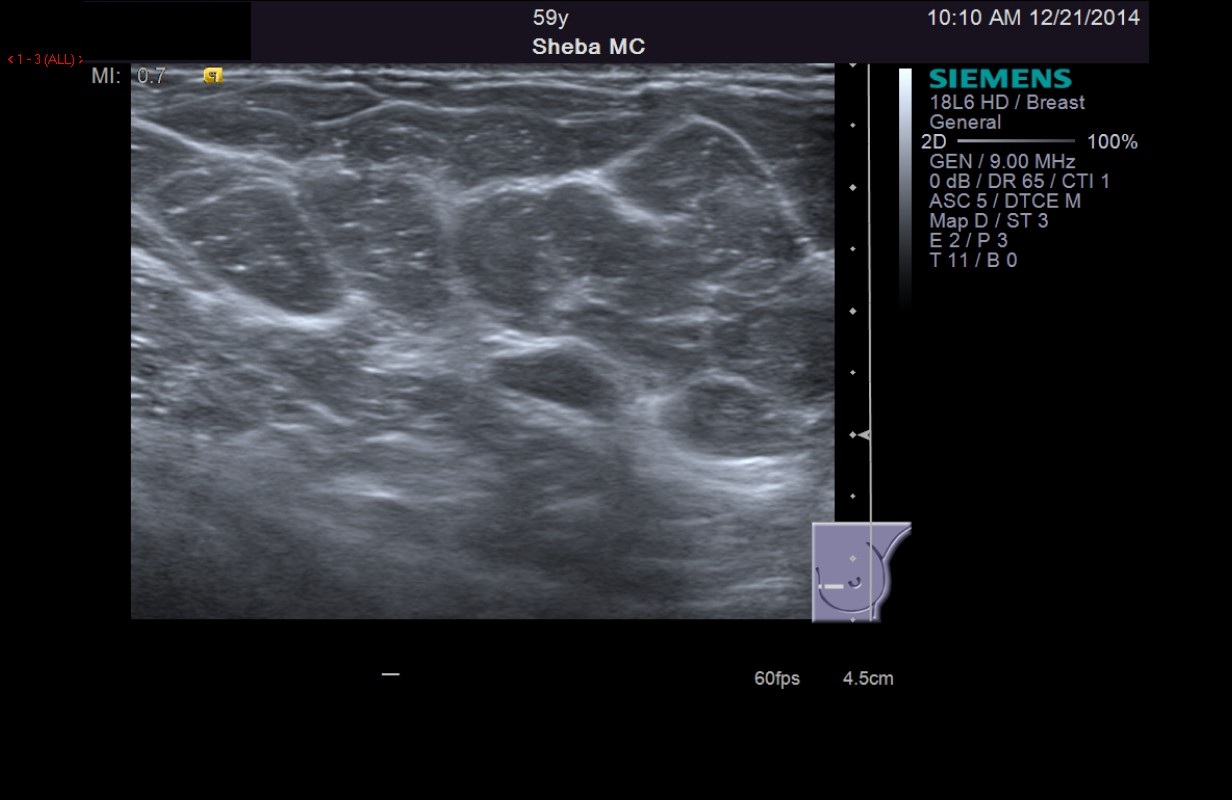 59y
10:10 AM 12/21/2014
Sheba MC
< 1 - 3 (ALL) >
MI: 0.7
SIEMENS
18L6 HD / Breast
General
2D 100%
GEN / 9.00 MHz
0 dB / DR 65 / CTI 1
ASC 5 / DTCE M
Map D / ST 3
E 2 / P 3
T 11 / B 0
60fps 4.5cm